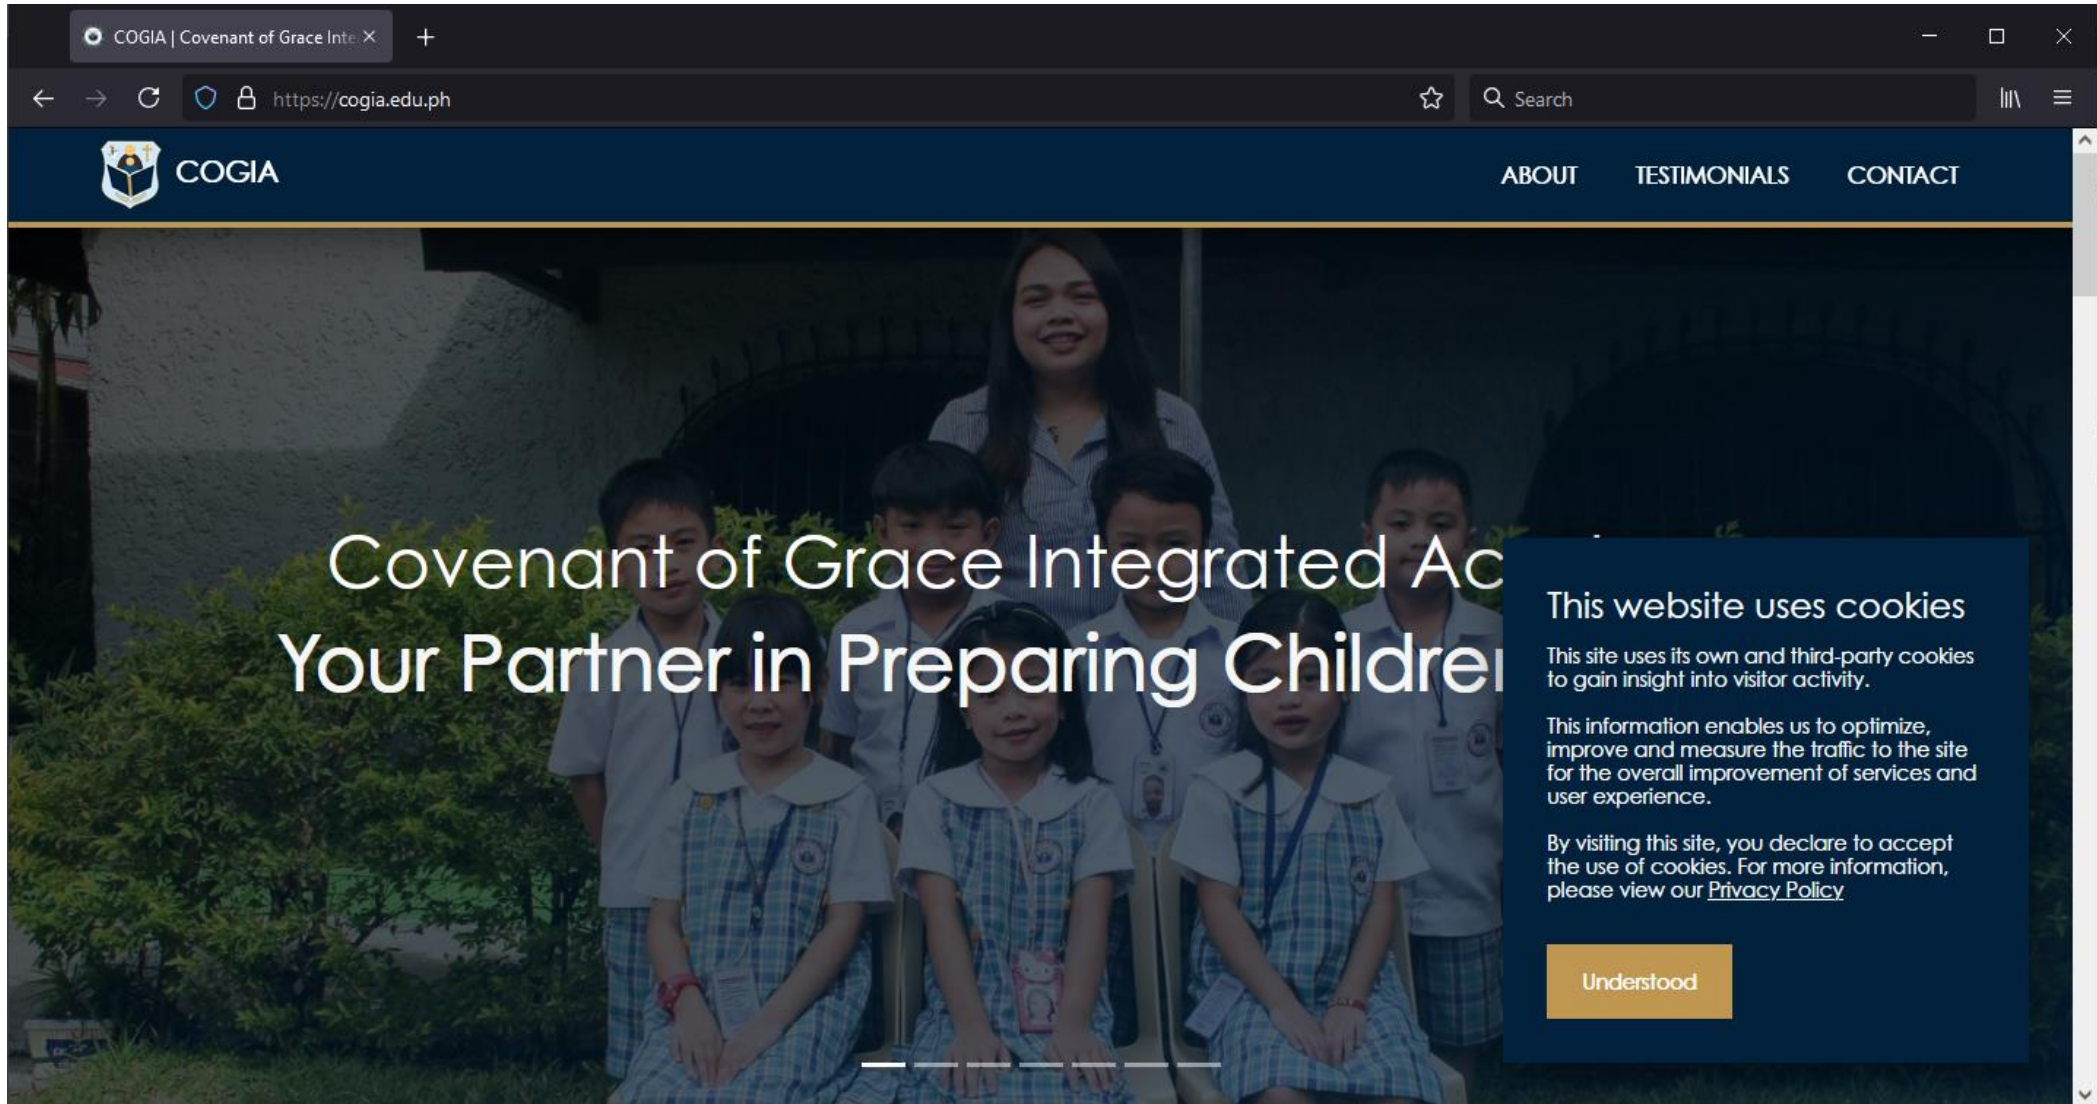 COGIA | Covenant of Grace Inte
https://cogia.edu.ph
Search
COGIA
ABOUT TESTIMONIALS CONTACT
Covenant of Grace Integrated Ac
Your Partner in Preparing Childre
This website uses cookies
This site uses its own and third-party cookies
to gain insight into visitor activity.
This information enables us to optimize,
improve and measure the traffic to the site
for the overall improvement of services and
user experience.
By visiting this site, you declare to accept
the use of cookies. For more information,
please view our Privacy Policy
Understood